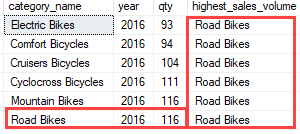 category_name year qty highest_sales_volume
Electric Bikes 2016 93 Road Bikes
Comfort Bicycles 2016 94 Road Bikes
Cruisers Bicycles 2016 104 Road Bikes
Cyclocross Bicycles 2016 111 Road Bikes
Mountain Bikes 2016 116 Road Bikes
Road Bikes 2016 116 Road Bikes